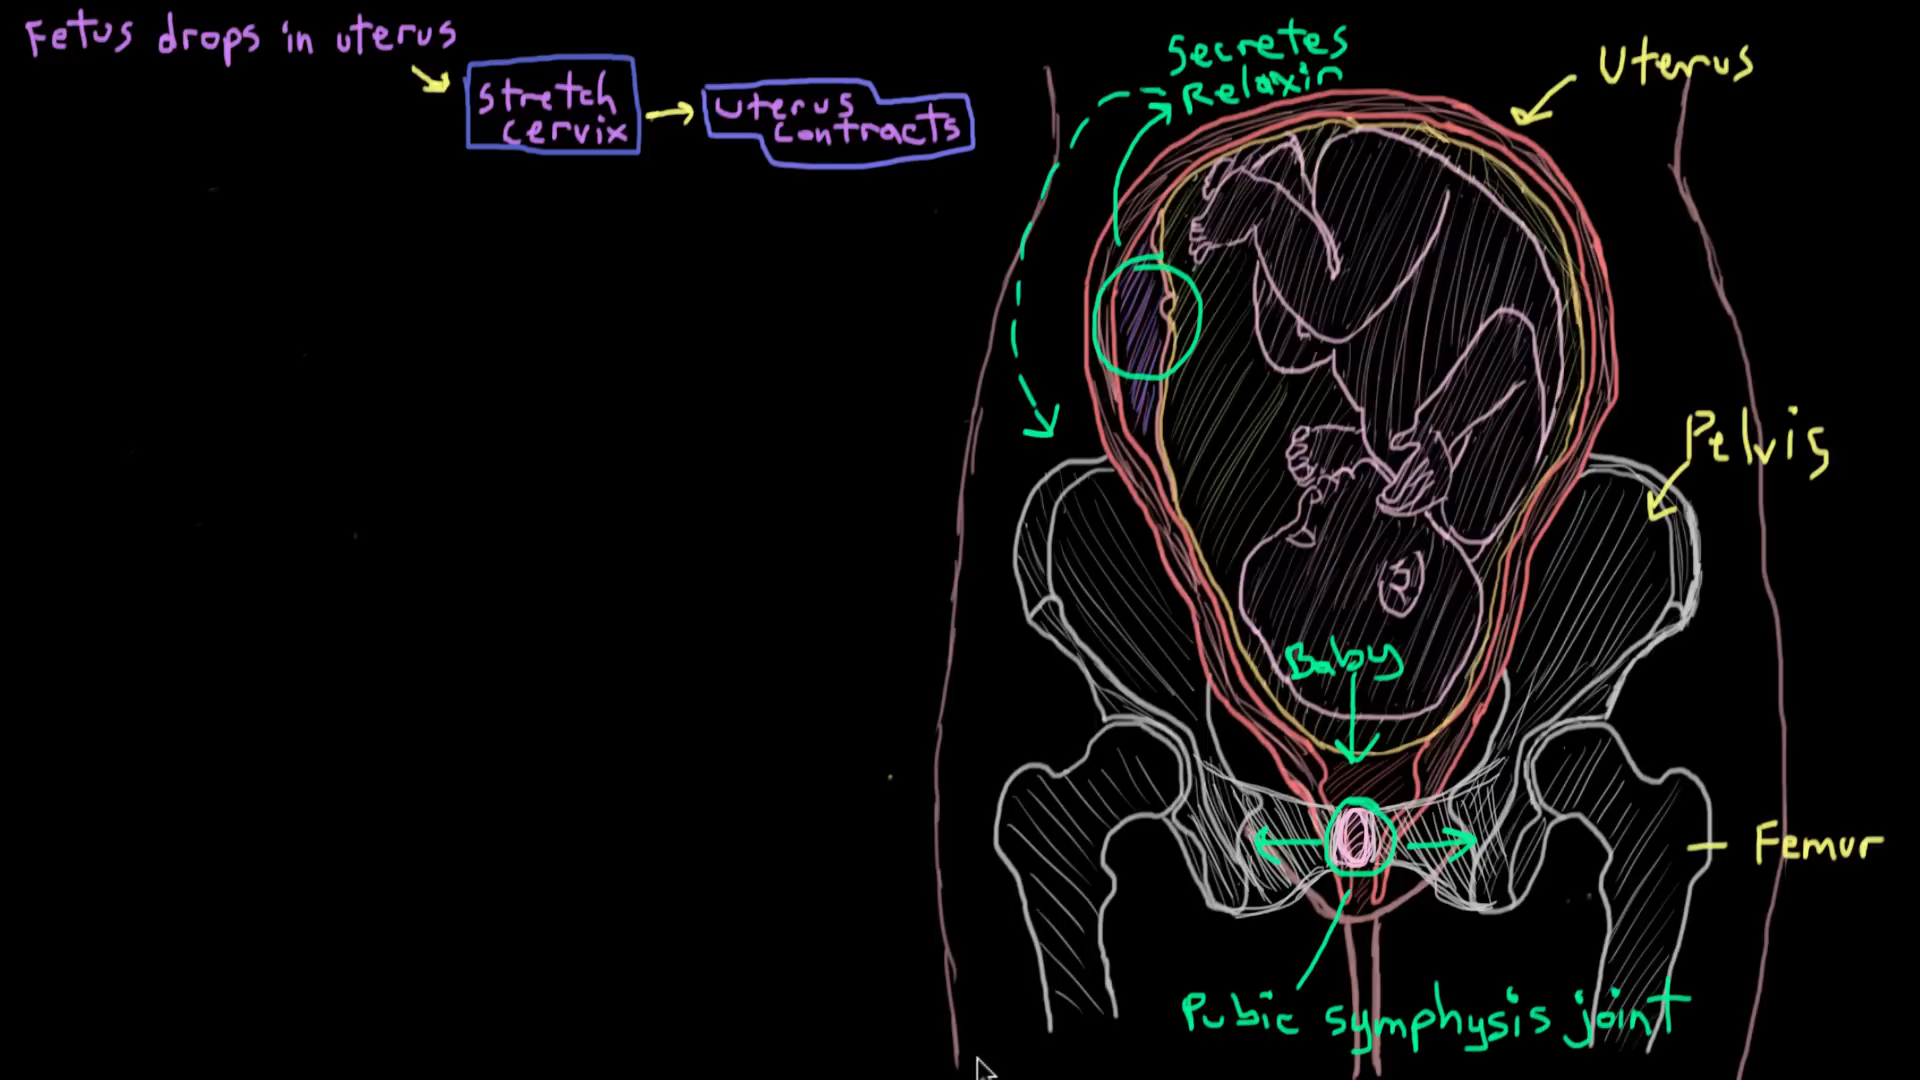 Fetus drops in uterus
stretch
cervix
uterus
contracts
Secretes
Relaxin
Uterus
Pelvis
Baby
Femur
Pubic symphysis joint